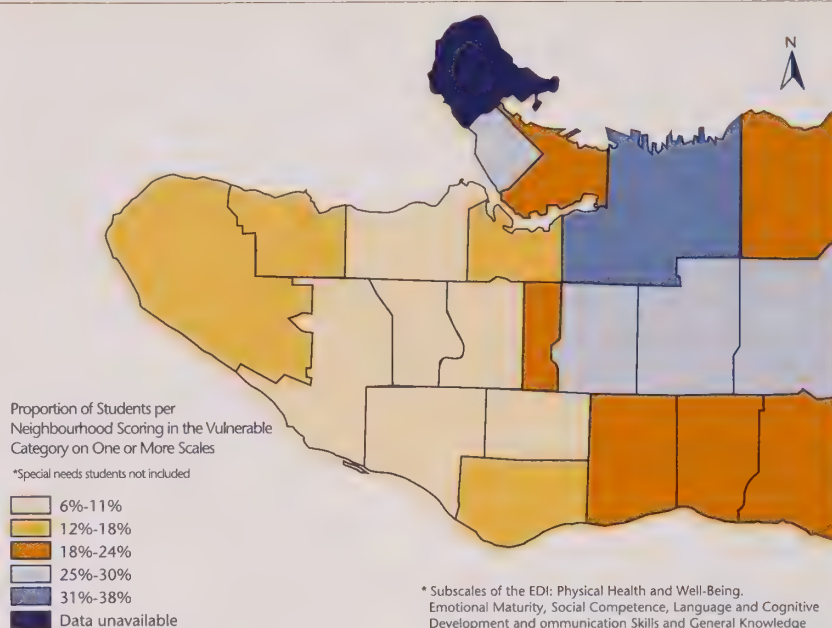 N
Proportion of Students per
Neighbourhood Scoring in the Vulnerable
Category on One or More Scales
*Special needs students not included
6%-11%
12%-18%
18%-24%
25%-30%
31%-38%
Data unavailable
* Subscales of the EDI: Physical Health and Well-Being.
Emotional Maturity, Social Competence, Language and Cognitive
Development and ommunication Skills and General Knowledge